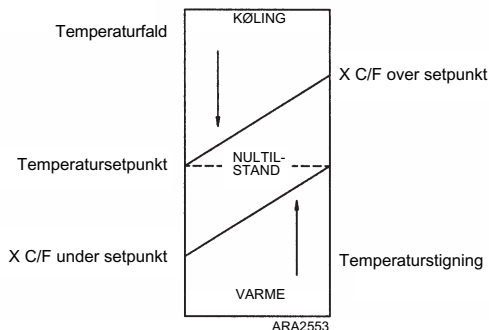 KØLING
Temperaturfald
X C/F over setpunkt
Temperatursetpunkt
NULTIL-
STAND
X C/F under setpunkt
Temperaturstigning
VARME
ARA2553